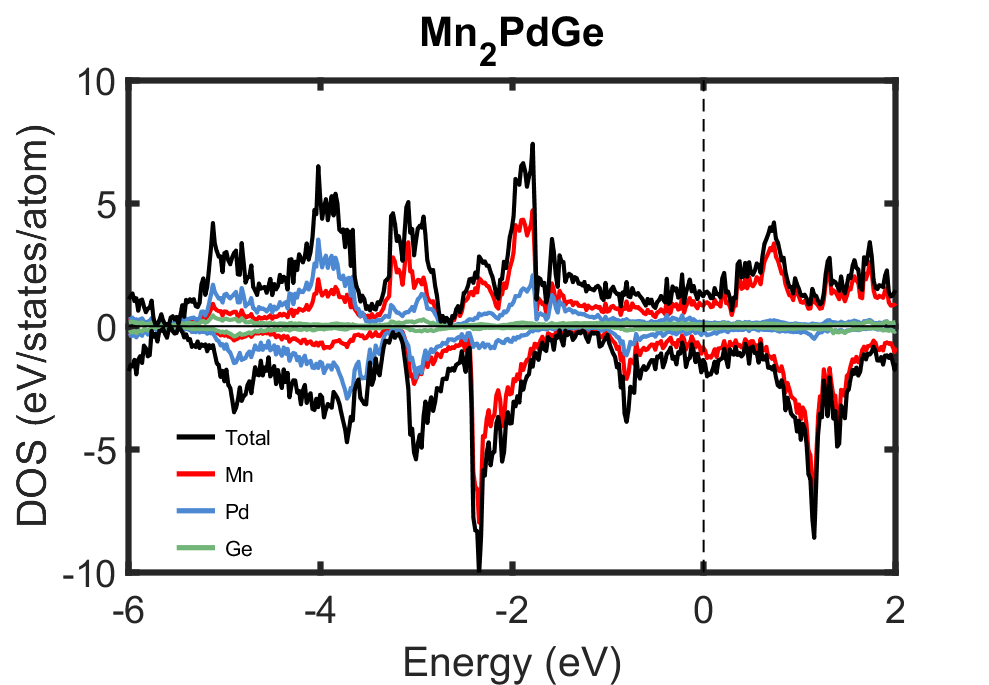 Mn2PdGe
10
5
0
-5
-10
DOS (eV/states/atom)
Total
Mn
Pd
Ge
-6 -4 -2 0 2
Energy (eV)